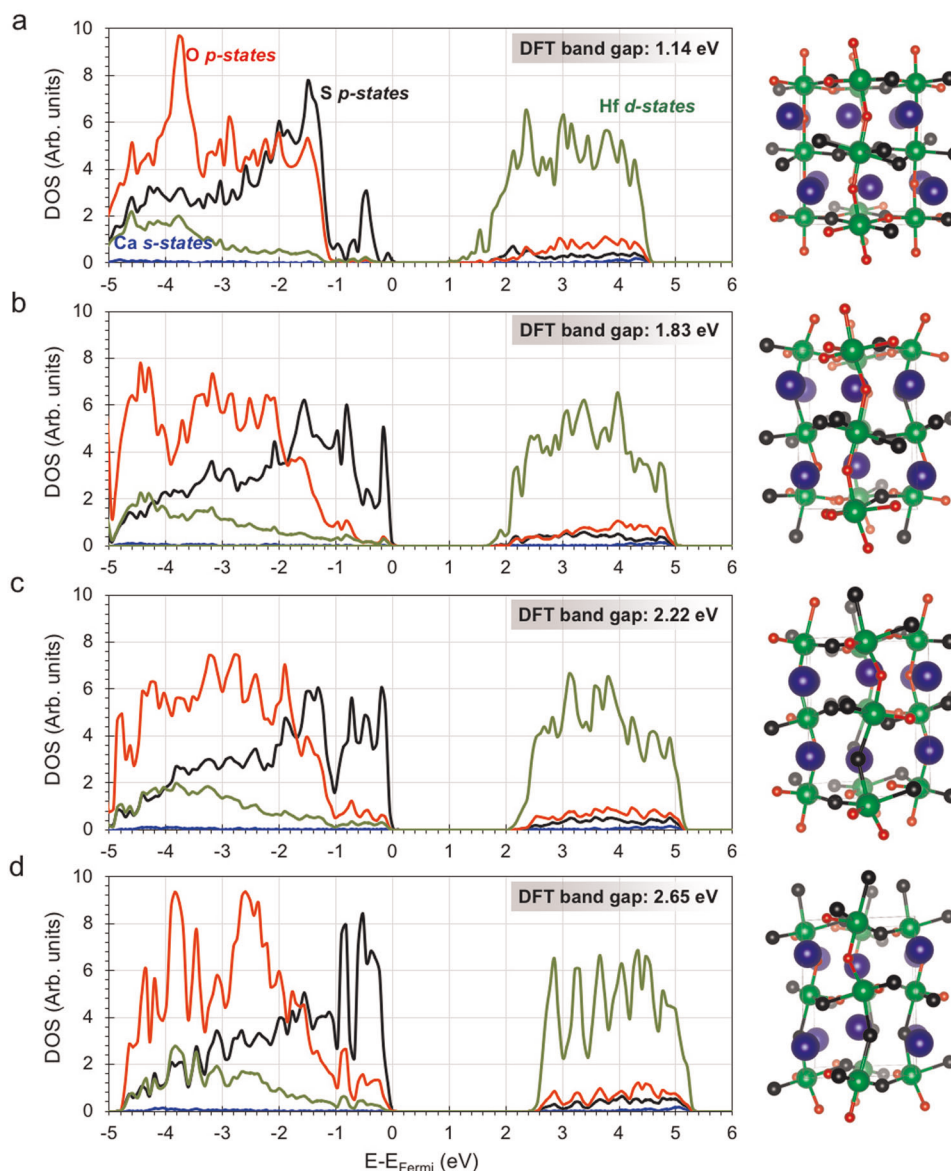 a
DOS (Arb. units)
10
8
6
4
2
0
O p-states
S p-states
DFT band gap: 1.14 eV
Hf d-states
Ca s-states
-5 -4 -3 -2 -1 0 1 2 3 4 5 6
b
DOS (Arb. units)
10
8
6
4
2
0
DFT band gap: 1.83 eV
-5 -4 -3 -2 -1 0 1 2 3 4 5 6
c
DOS (Arb. units)
10
8
6
4
2
0
DFT band gap: 2.22 eV
-5 -4 -3 -2 -1 0 1 2 3 4 5 6
d
DOS (Arb. units)
10
8
6
4
2
0
DFT band gap: 2.65 eV
-5 -4 -3 -2 -1 0 1 2 3 4 5 6
E-EFermi (eV)